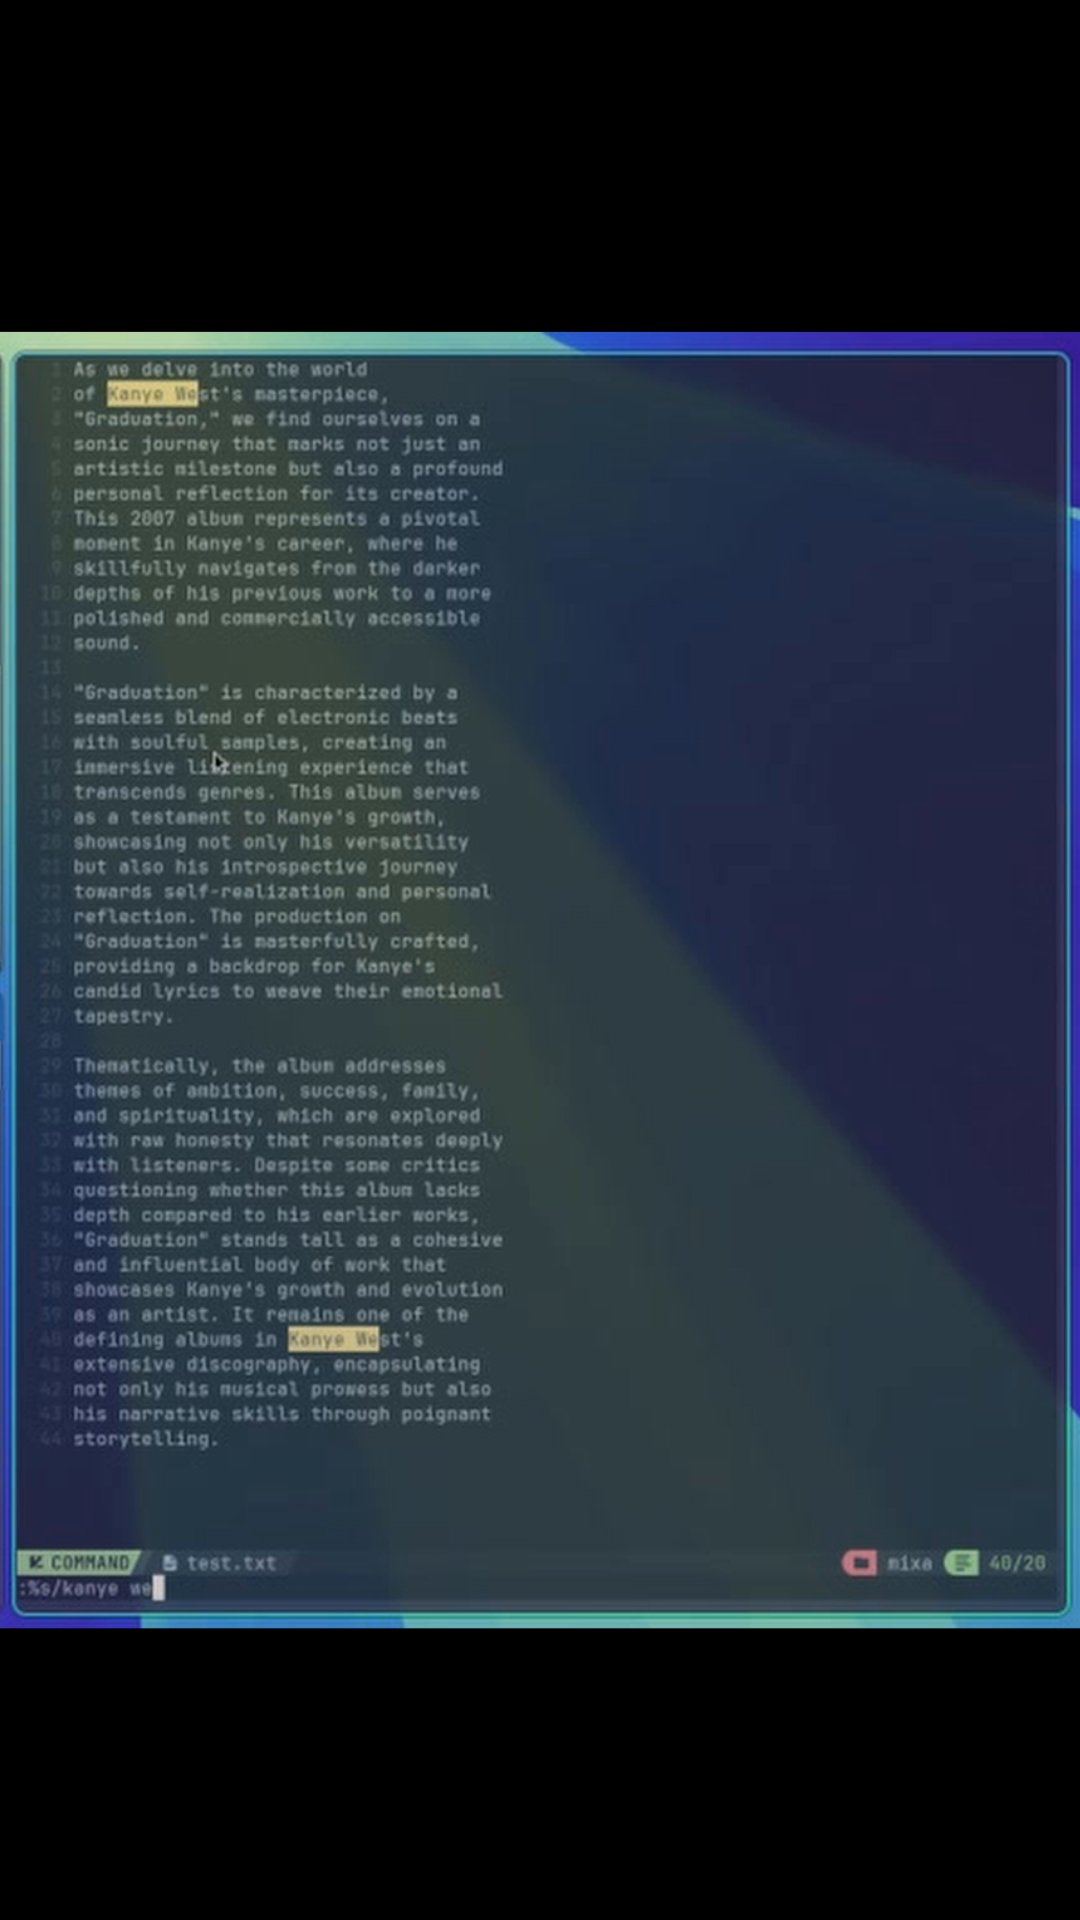 1 As we delve into the world
2 of Kanye West's masterpiece,
3 "Graduation," we find ourselves on a
4 sonic journey that marks not just an
5 artistic milestone but also a profound
6 personal reflection for its creator.
7 This 2007 album represents a pivotal
8 moment in Kanye's career, where he
9 skillfully navigates from the darker
10 depths of his previous work to a more
11 polished and commercially accessible
12 sound.
13
14 "Graduation" is characterized by a
15 seamless blend of electronic beats
16 with soulful samples, creating an
17 immersive listening experience that
18 transcends genres. This album serves
19 as a testament to Kanye's growth,
20 showcasing not only his versatility
21 but also his introspective journey
22 towards self-realization and personal
23 reflection. The production on
24 "Graduation" is masterfully crafted,
25 providing a backdrop for Kanye's
26 candid lyrics to weave their emotional
27 tapestry.
28
29 Thematically, the album addresses
30 themes of ambition, success, family,
31 and spirituality, which are explored
32 with raw honesty that resonates deeply
33 with listeners. Despite some critics
34 questioning whether this album lacks
35 depth compared to his earlier works,
36 "Graduation" stands tall as a cohesive
37 and influential body of work that
38 showcases Kanye's growth and evolution
39 as an artist. It remains one of the
40 defining albums in Kanye West's
41 extensive discography, encapsulating
42 not only his musical prowess but also
43 his narrative skills through poignant
44 storytelling.
COMMAND test.txt mixa 40/20
:%s/kanye we